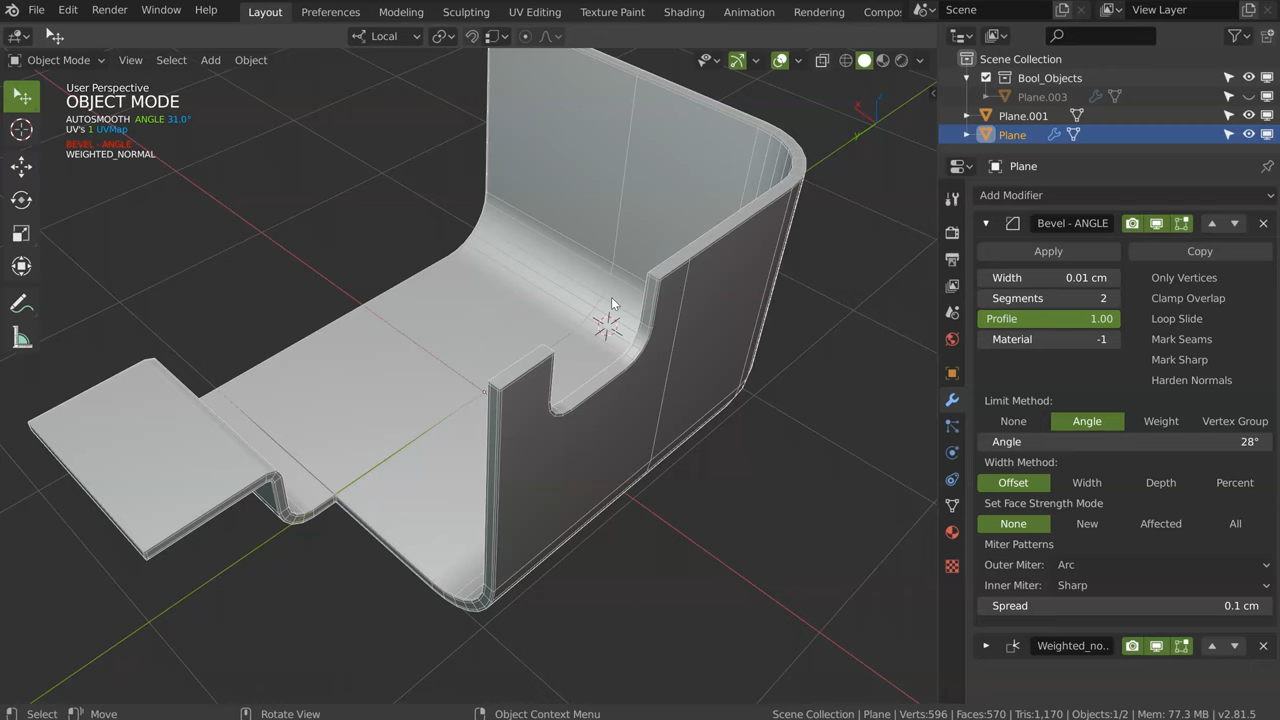 File Edit Render Window Help Layout Preferences Modeling Sculpting UV Editing Texture Paint Shading Animation Rendering Compos Scene View Layer
Local
Object Mode View Select Add Object
User Perspective
OBJECT MODE
AUTOSMOOTH ANGLE 31.0°
UV's 1 UVMap
BEVEL - ANGLE
WEIGHTED_NORMAL
x
y
z
Scene Collection
Bool_Objects
Plane.003
Plane.001
Plane
Plane
Add Modifier
Bevel - ANGLE
Apply Copy
Width 0.01 cm Only Vertices
Segments 2 Clamp Overlap
Profile 1.00 Loop Slide
Material -1 Mark Seams
Mark Sharp
Harden Normals
Limit Method:
None Angle Weight Vertex Group
Angle 28°
Width Method:
Offset Width Depth Percent
Set Face Strength Mode
None New Affected All
Miter Patterns
Outer Miter: Arc
Inner Miter: Sharp
Spread 0.1 cm
Weighted_no..
Select Move Rotate View Object Context Menu Scene Collection | Plane | Verts:596 | Faces:570 | Tris:1,170 | Objects:1/2 | Mem: 77.3 MB | v2.81.5